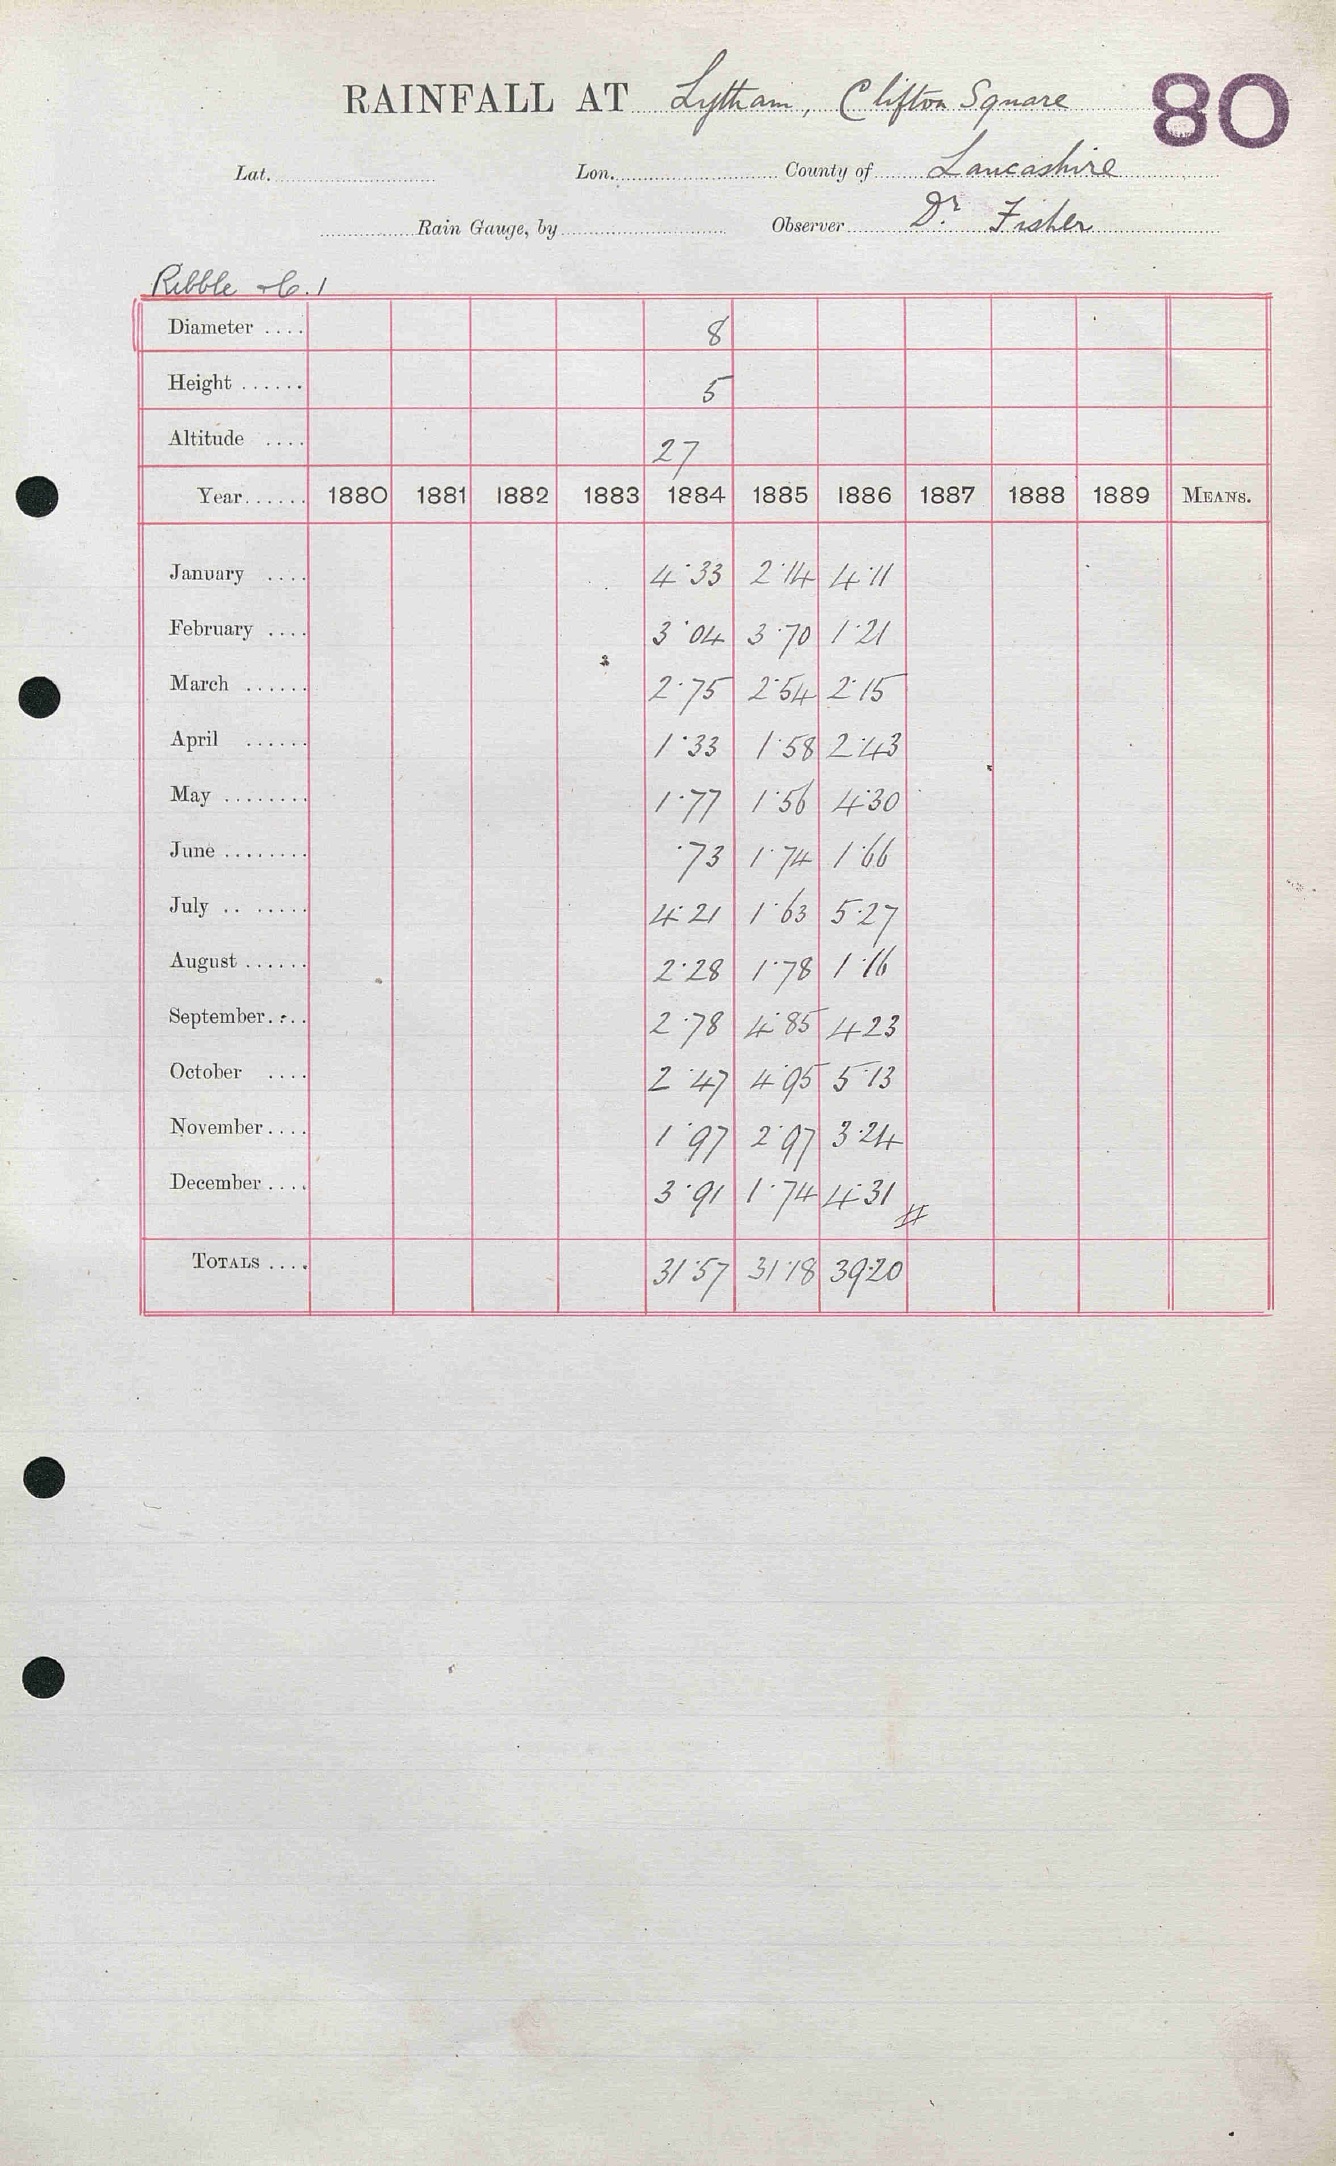 RAINFALL AT Lytham, Clifton Square 80
Lat. Lon. County of Lancashire
Rain Gauge, by Observer Dr Fisher
Ribble 1
Diameter .... 8
Height ...... 5
Altitude .... 27
Year...... 1880 1881 1882 1883 1884 1885 1886 1887 1888 1889 MEANS.
January .... 4·33 2·14 4·11
February .... 3·04 3·70 1·21
March ...... 2·75 2·54 2·15
April ...... 1·33 1·58 2·43
May ........ 1·77 1·56 4·30
June ........ ·73 1·74 1·66
July .. ..... 4·21 1·63 5·27
August ...... 2·28 1·78 1·16
September.... 2·78 4·85 4·23
October .... 2·47 4·95 5·13
November.... 1·97 2·97 3·24
December .... 3·91 1·74 4·31
TOTALS .... 31·57 31·18 39·20